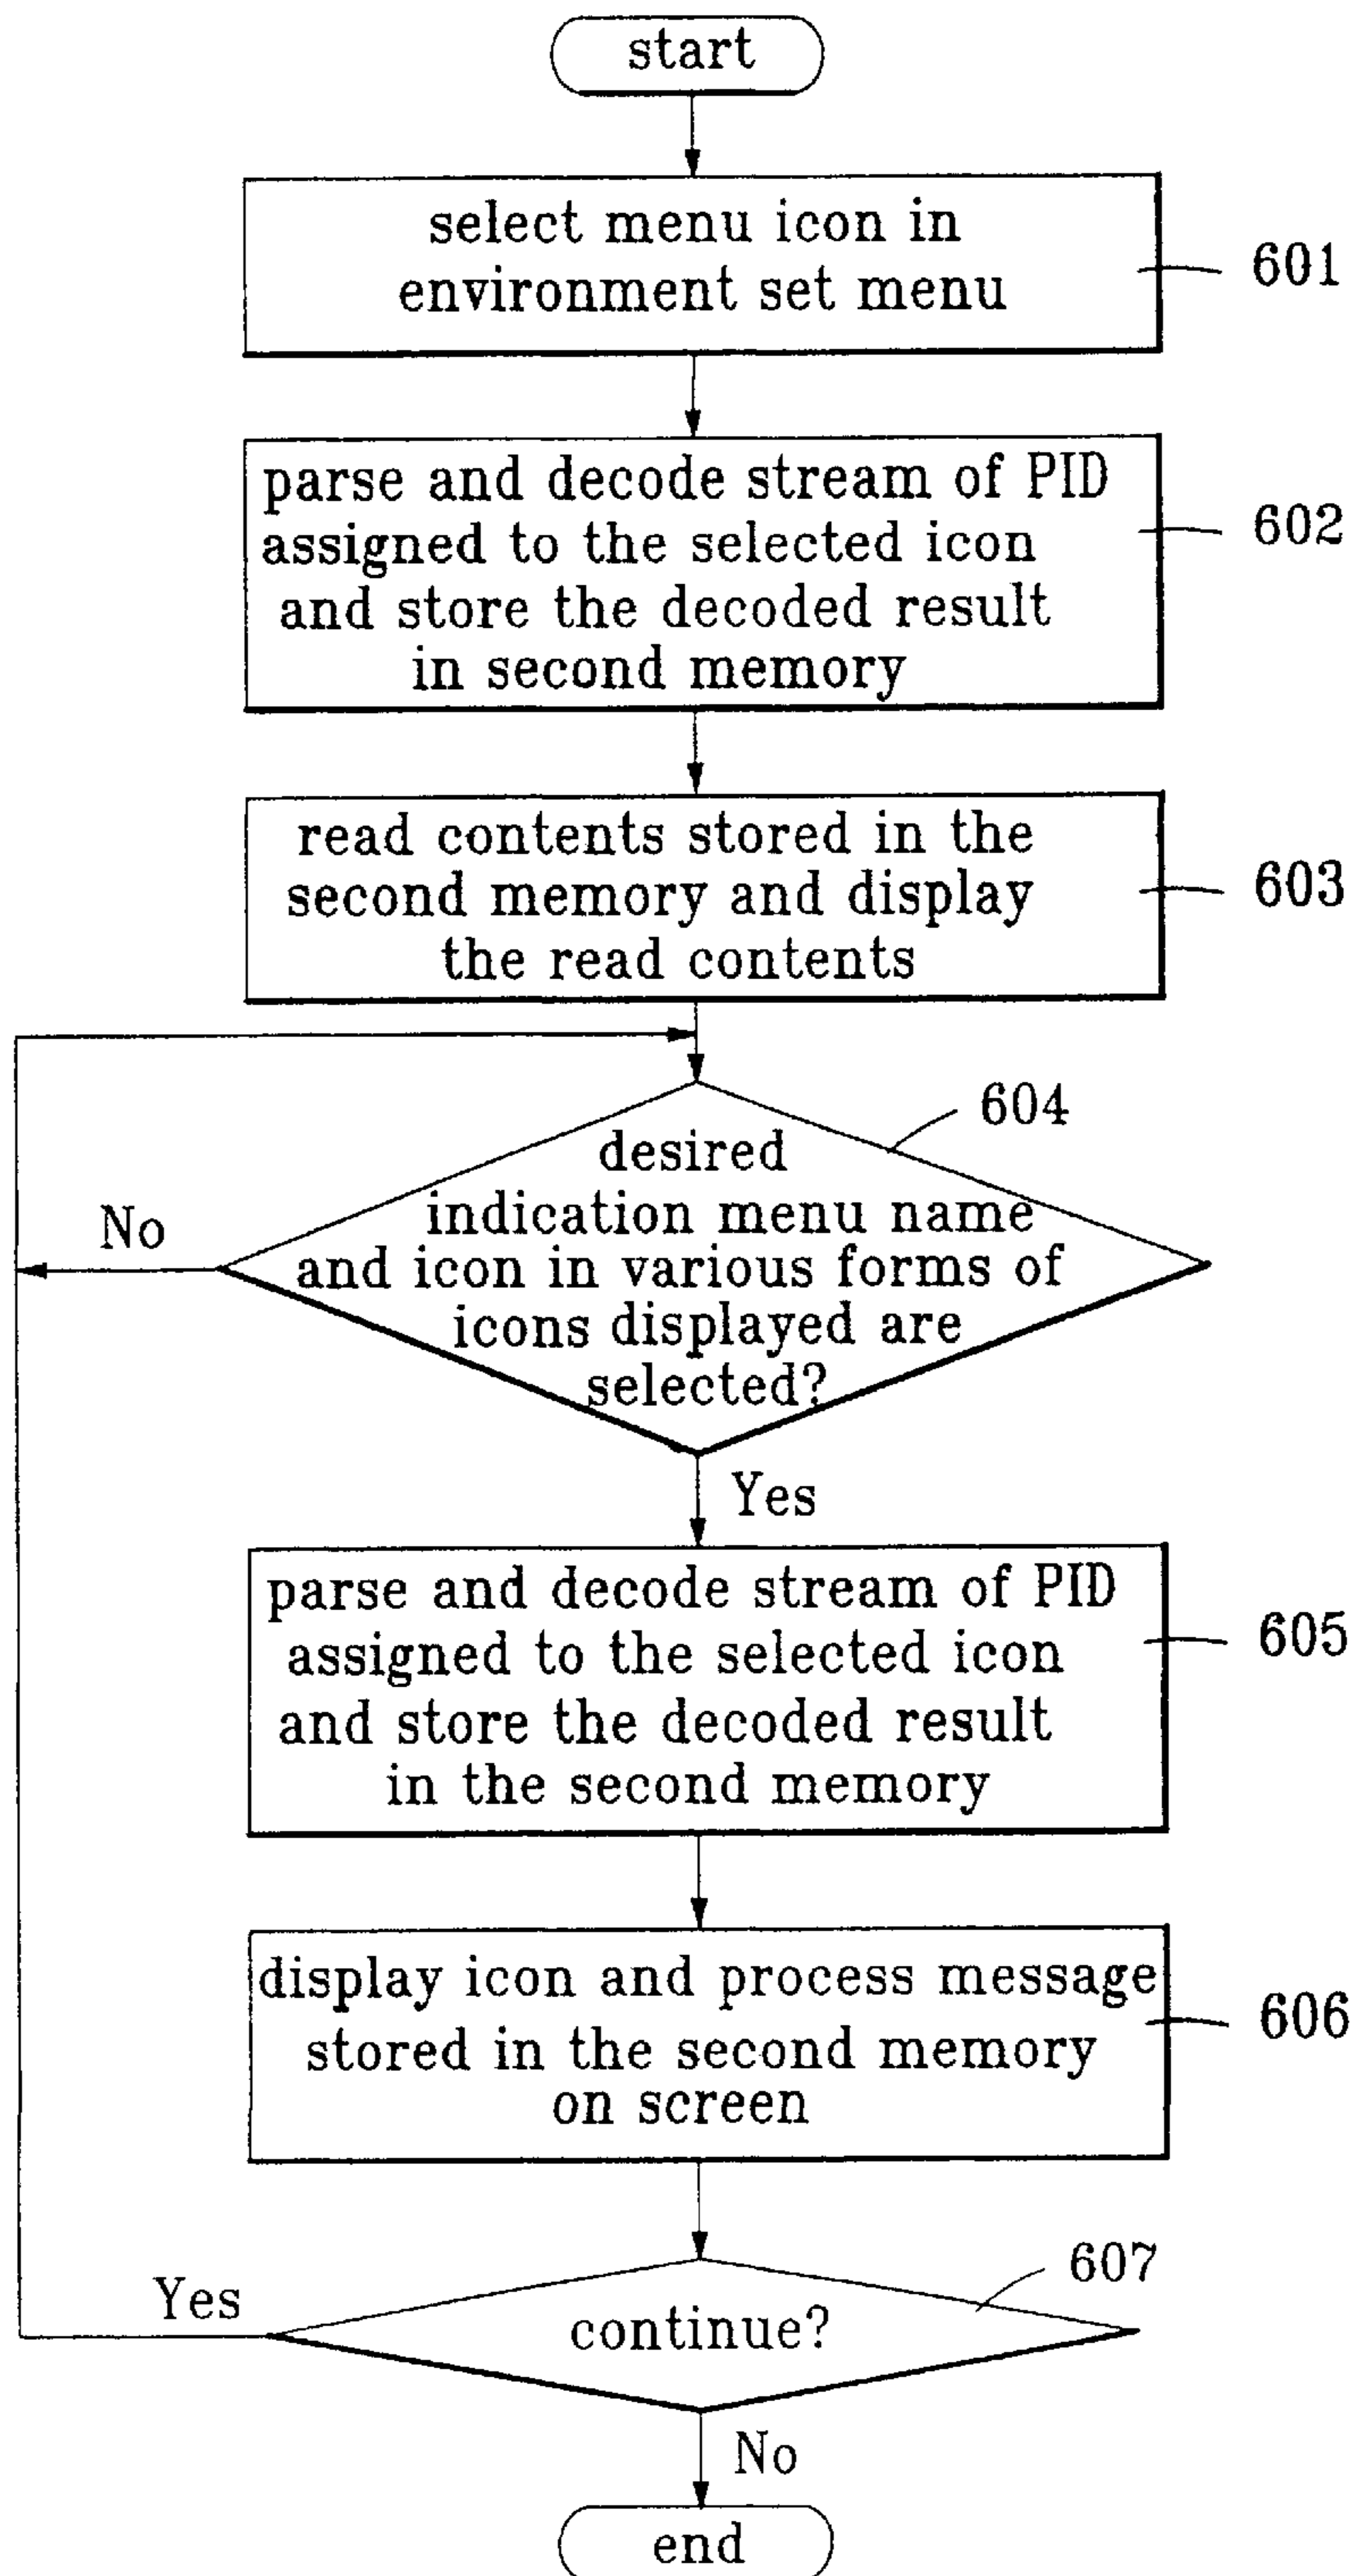 start
select menu icon in
environment set menu
601
parse and decode stream of PID
assigned to the selected icon
and store the decoded result
in second memory
602
read contents stored in the
second memory and display
the read contents
603
604
desired
indication menu name
and icon in various forms of
icons displayed are
selected?
No
Yes
parse and decode stream of PID
assigned to the selected icon
and store the decoded result
in the second memory
605
display icon and process message
stored in the second memory
on screen
606
607
continue?
Yes
No
end